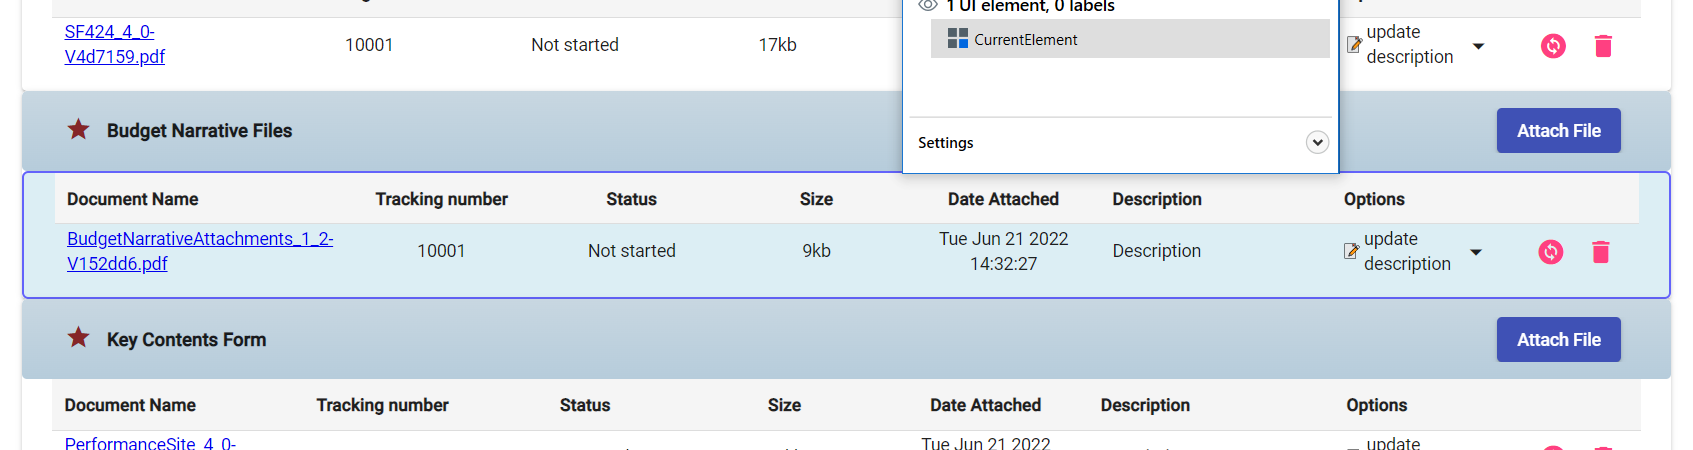 1 UI element, 0 labels
CurrentElement
Settings
SF424_4_0-
V4d7159.pdf
10001
Not started
17kb
update
description
Budget Narrative Files
Attach File
Document Name Tracking number Status Size Date Attached Description Options
BudgetNarrativeAttachments_1_2-
V152dd6.pdf
10001
Not started
9kb
Tue Jun 21 2022
14:32:27
Description
update
description
Key Contents Form
Attach File
Document Name Tracking number Status Size Date Attached Description Options
PerformanceSite_4_0-
Tue Jun 21 2022
update